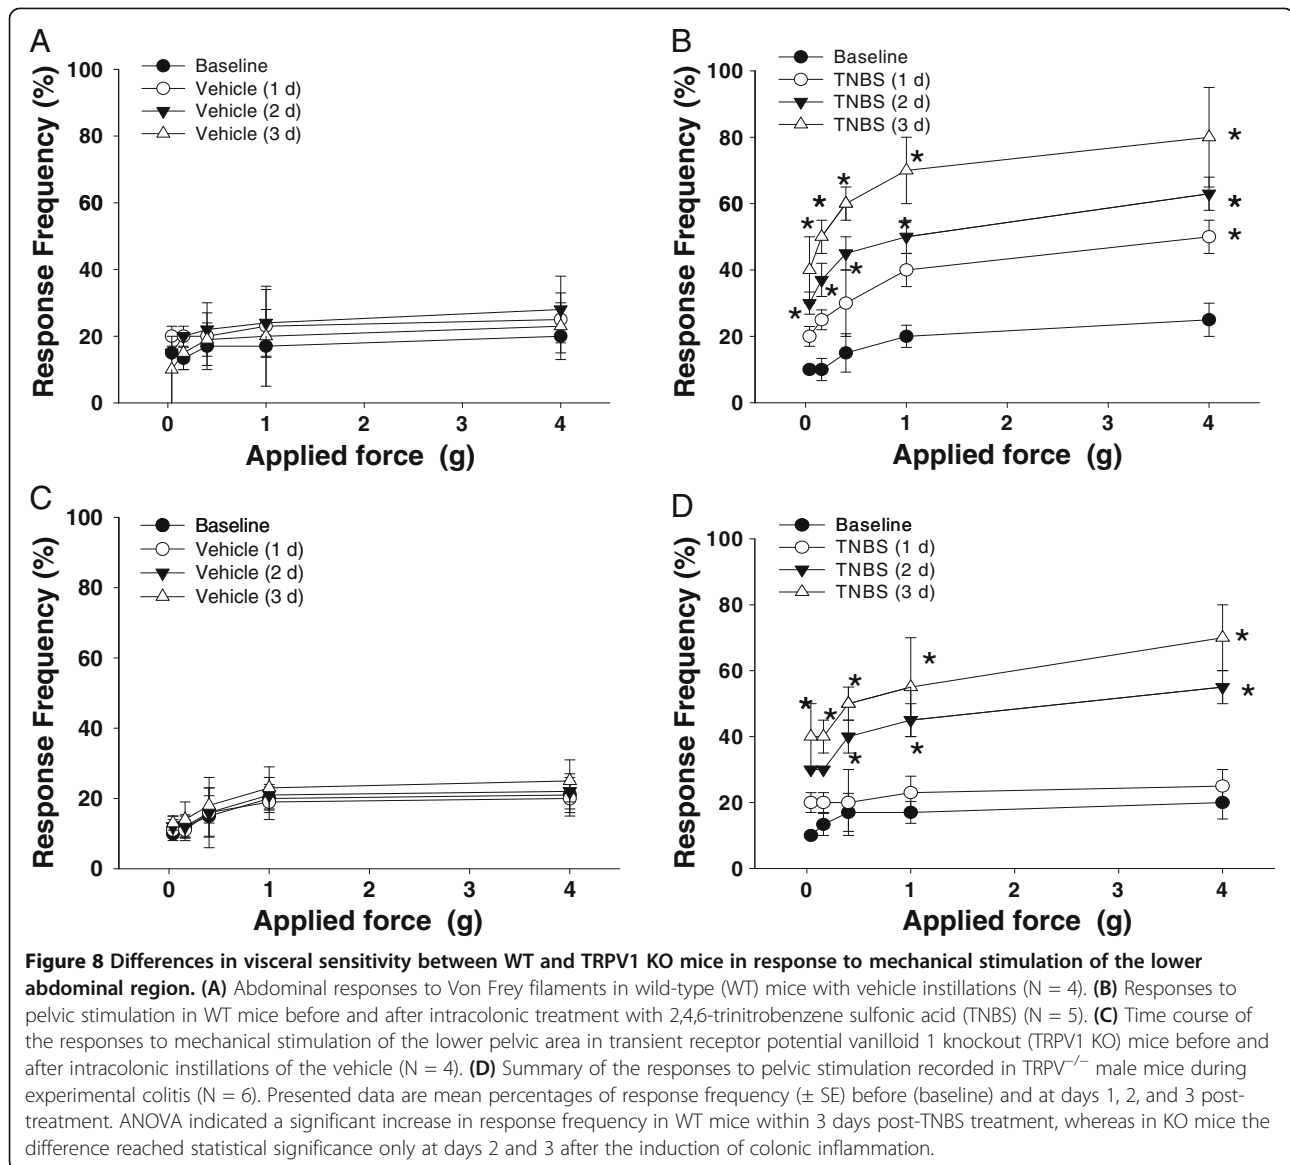 A
Baseline
Vehicle (1 d)
Vehicle (2 d)
Vehicle (3 d)
Response Frequency (%)
100
80
60
40
20
0
0 1 2 3 4
Applied force (g)
B
Baseline
TNBS (1 d)
TNBS (2 d)
TNBS (3 d)
Response Frequency (%)
100
80
60
40
20
0
* * * * *
* * * * *
*
0 1 2 3 4
Applied force (g)
C
Baseline
Vehicle (1 d)
Vehicle (2 d)
Vehicle (3 d)
Response Frequency (%)
100
80
60
40
20
0
0 1 2 3 4
Applied force (g)
D
Baseline
TNBS (1 d)
TNBS (2 d)
TNBS (3 d)
Response Frequency (%)
100
80
60
40
20
0
* * * * *
* * *
0 1 2 3 4
Applied force (g)
Figure 8 Differences in visceral sensitivity between WT and TRPV1 KO mice in response to mechanical stimulation of the lower
abdominal region. (A) Abdominal responses to Von Frey filaments in wild-type (WT) mice with vehicle instillations (N = 4). (B) Responses to
pelvic stimulation in WT mice before and after intracolonic treatment with 2,4,6-trinitrobenzene sulfonic acid (TNBS) (N = 5). (C) Time course of
the responses to mechanical stimulation of the lower pelvic area in transient receptor potential vanilloid 1 knockout (TRPV1 KO) mice before and
after intracolonic instillations of the vehicle (N = 4). (D) Summary of the responses to pelvic stimulation recorded in TRPV−/− male mice during
experimental colitis (N = 6). Presented data are mean percentages of response frequency (± SE) before (baseline) and at days 1, 2, and 3 post-
treatment. ANOVA indicated a significant increase in response frequency in WT mice within 3 days post-TNBS treatment, whereas in KO mice the
difference reached statistical significance only at days 2 and 3 after the induction of colonic inflammation.